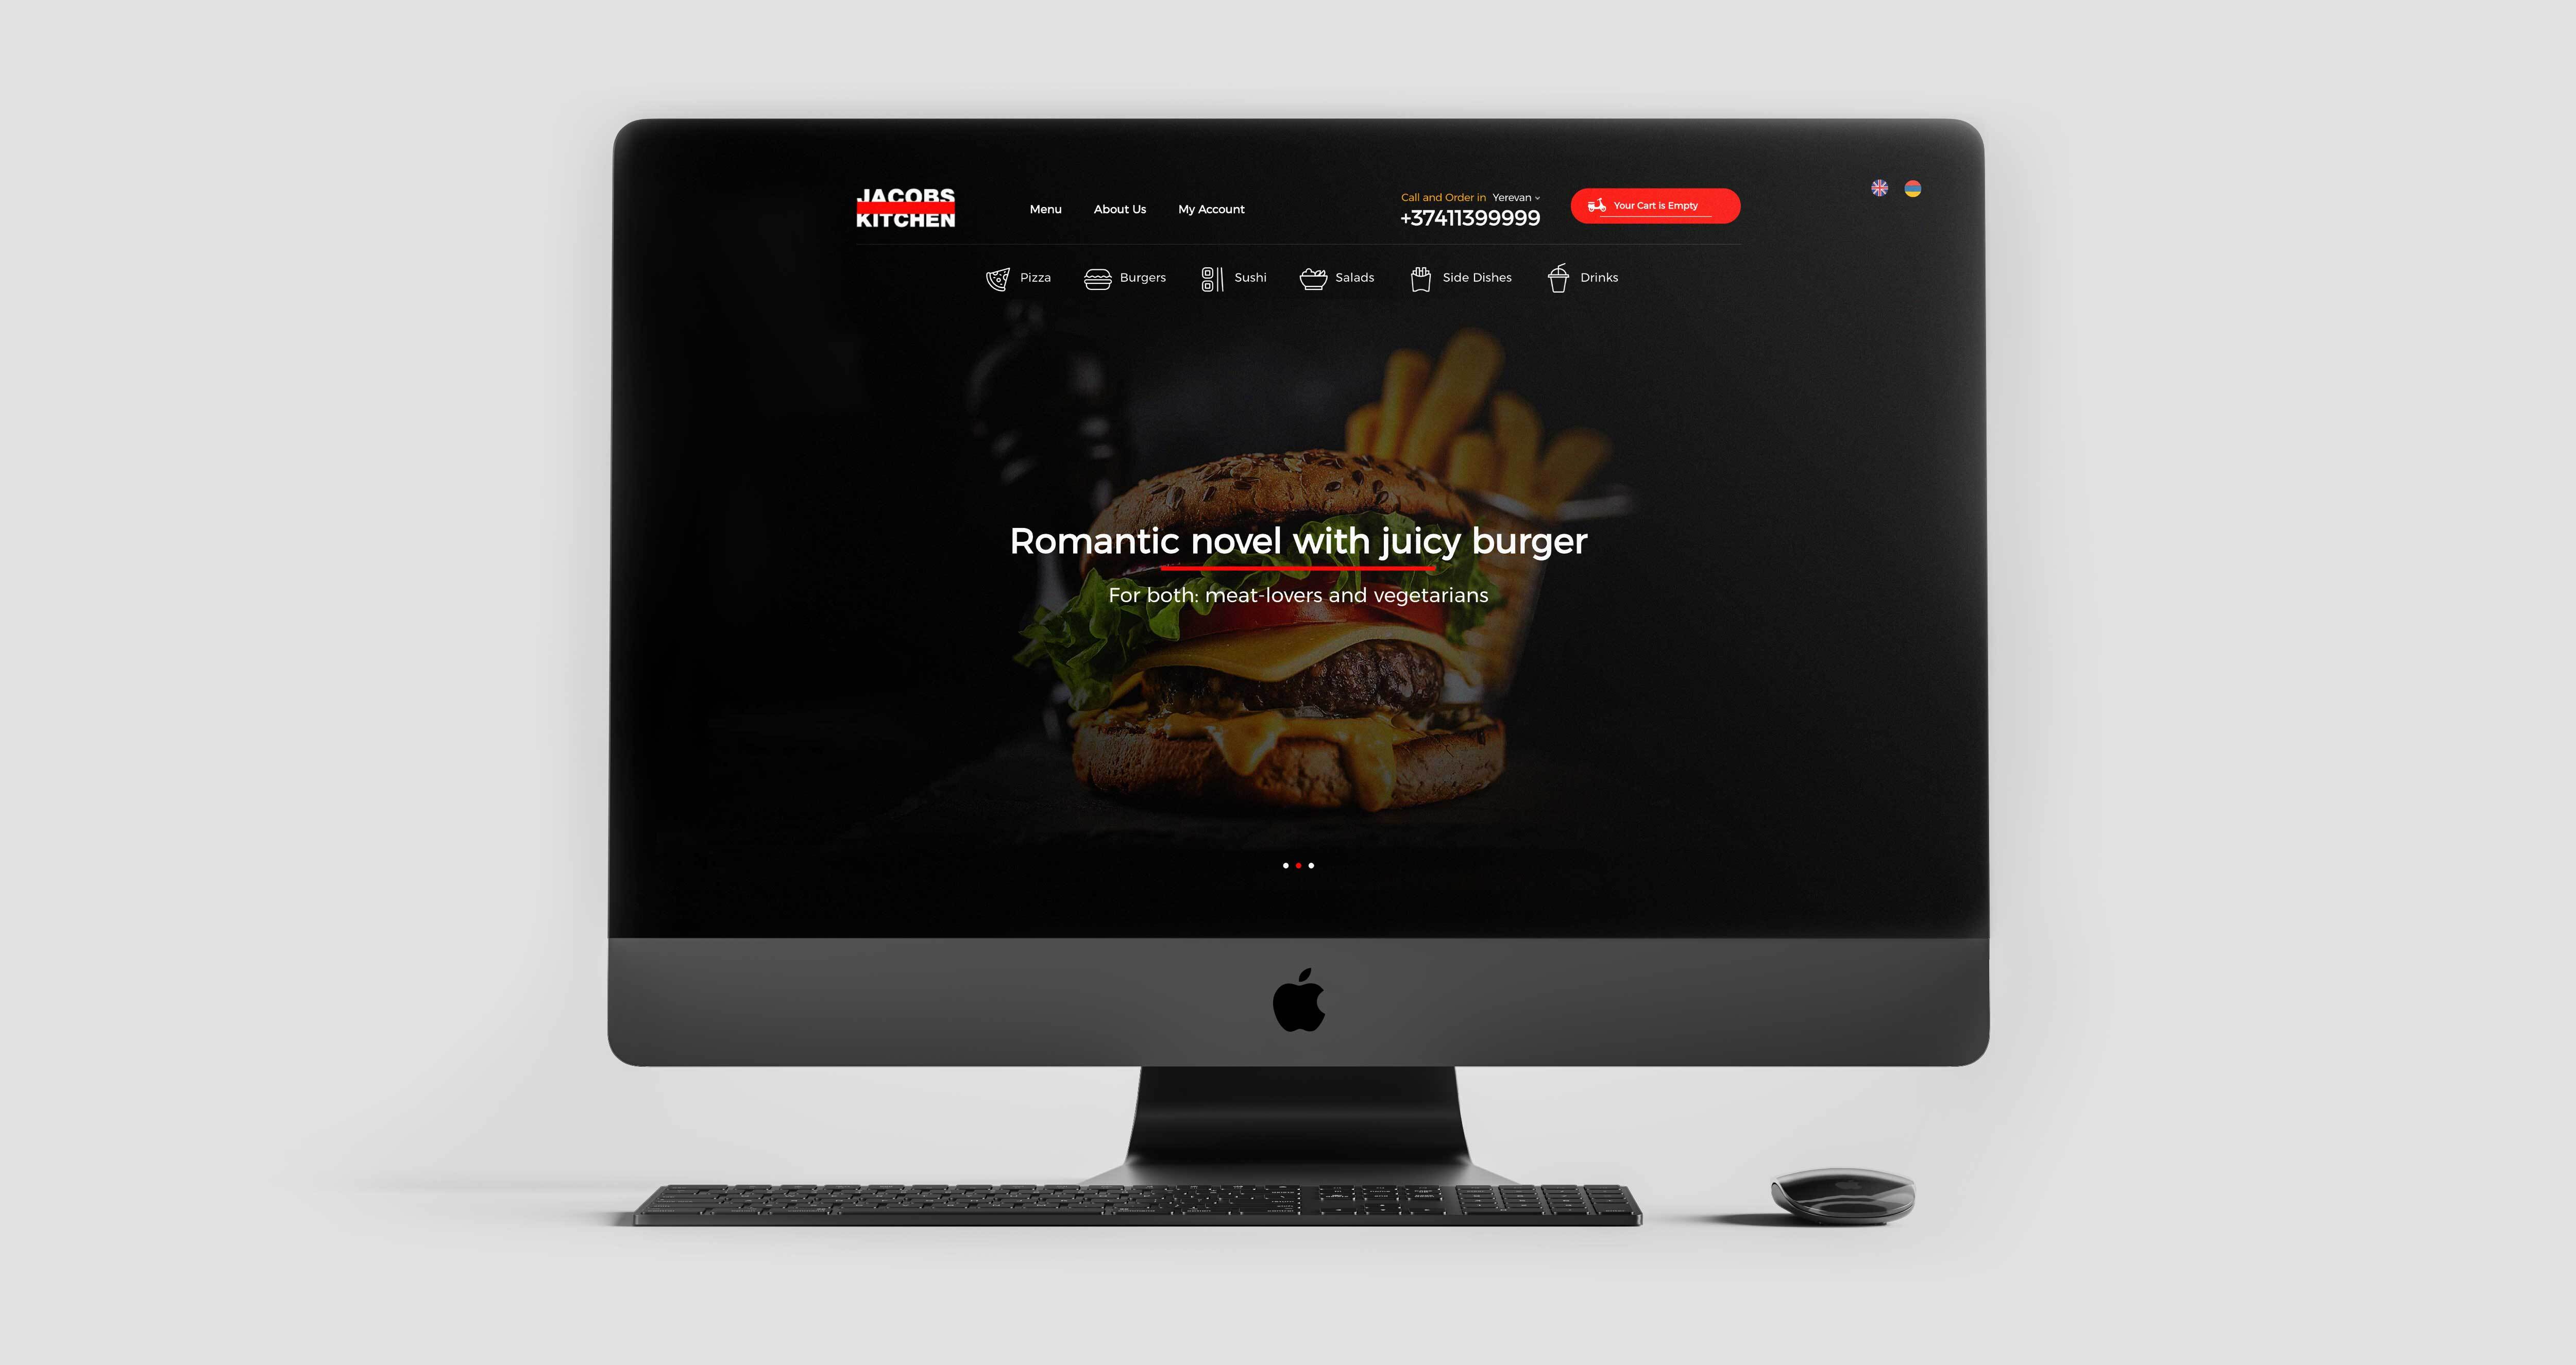 JACOBS
KITCHEN
Menu
About Us
My Account
Call and Order in Yerevan
+37411399999
Your Cart is Empty
Pizza
Burgers
Sushi
Salads
Side Dishes
Drinks
Romantic novel with juicy burger
For both: meat-lovers and vegetarians